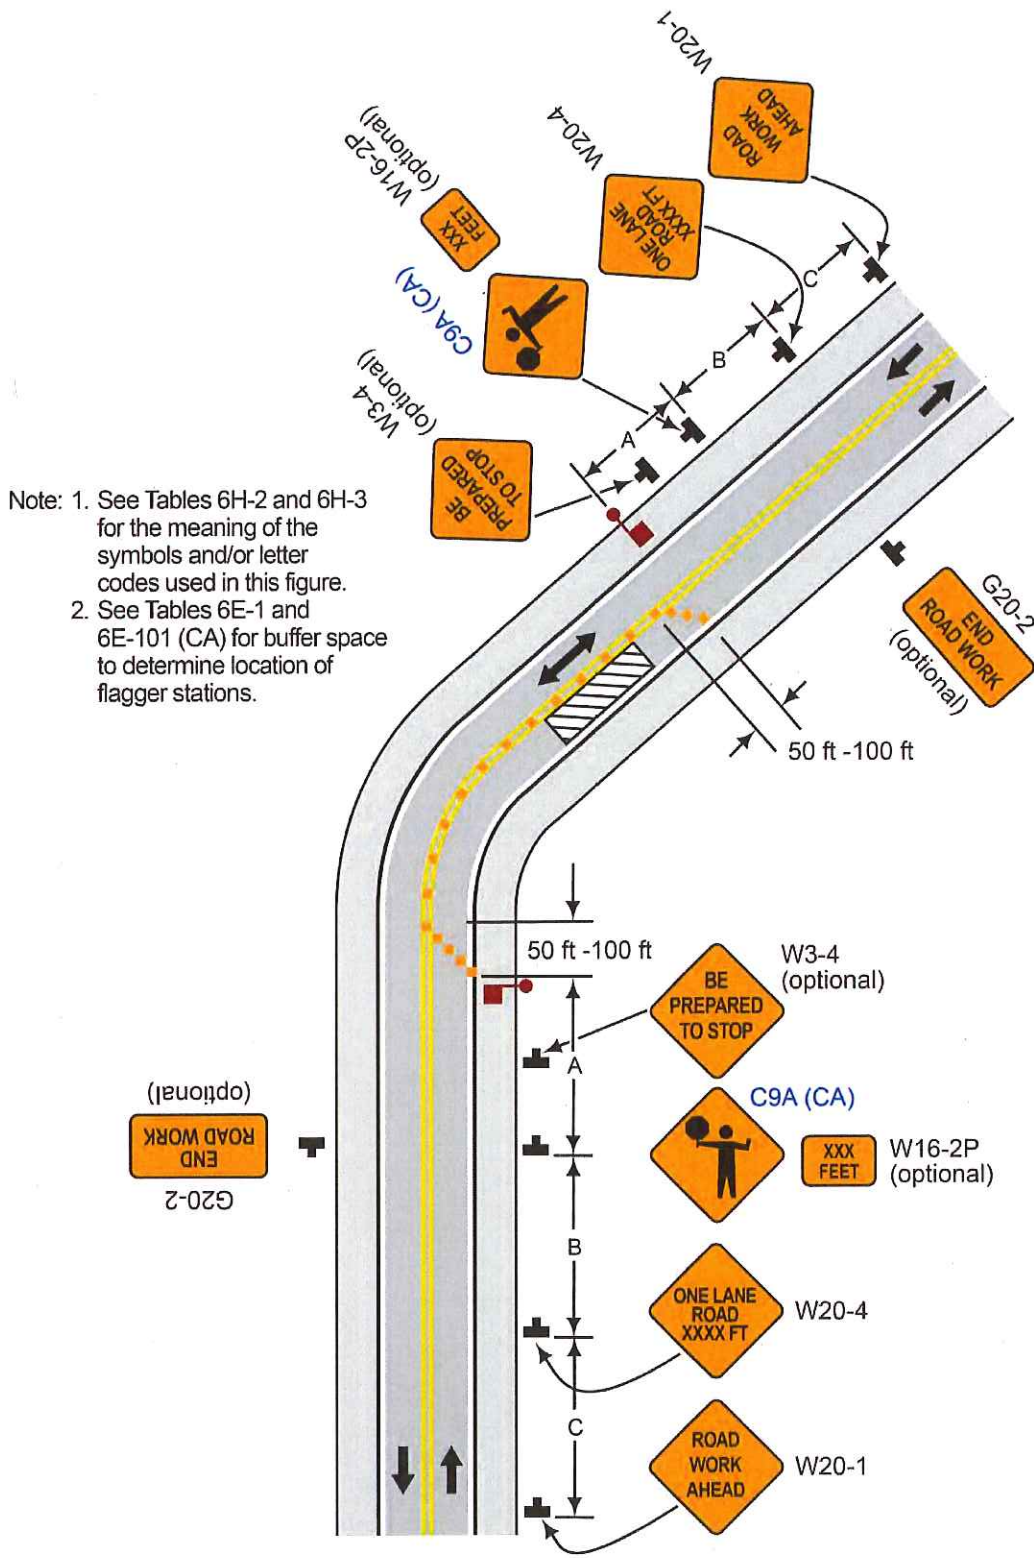 W20-1
ROAD
WORK
AHEAD
W20-4
ONE LANE
ROAD
XXXX FT
W16-2P
(optional)
XXX
FEET
C9A (CA)
W3-4
(optional)
BE
PREPARED
TO STOP
C
B
A
Note: 1. See Tables 6H-2 and 6H-3
for the meaning of the
symbols and/or letter
codes used in this figure.
2. See Tables 6E-1 and
6E-101 (CA) for buffer space
to determine location of
flagger stations.
G20-2
END
ROAD WORK
(optional)
50 ft -100 ft
50 ft -100 ft
BE
PREPARED
TO STOP
W3-4
(optional)
A
C9A (CA)
XXX
FEET
W16-2P
(optional)
G20-2
END
ROAD WORK
(optional)
B
ONE LANE
ROAD
XXXX FT
W20-4
C
ROAD
WORK
AHEAD
W20-1